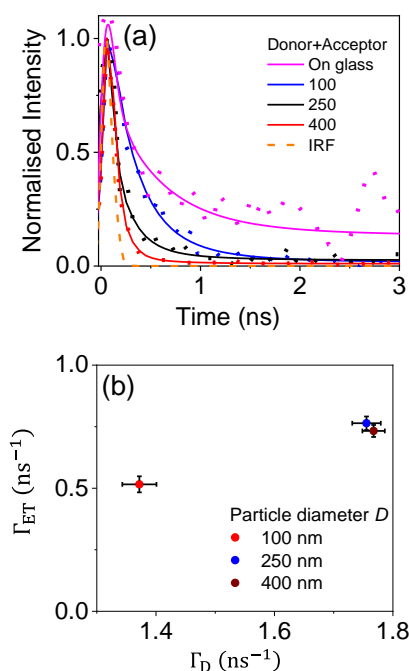 (a)
Donor+Acceptor
On glass
100
250
400
IRF
Normalised Intensity
1.0
0.5
0.0
0
1
2
3
Time (ns)
(b)
1.0
0.5
0.0
Γ_ET (ns⁻¹)
Particle diameter D
100 nm
250 nm
400 nm
1.4
1.6
1.8
Γ_D (ns⁻¹)